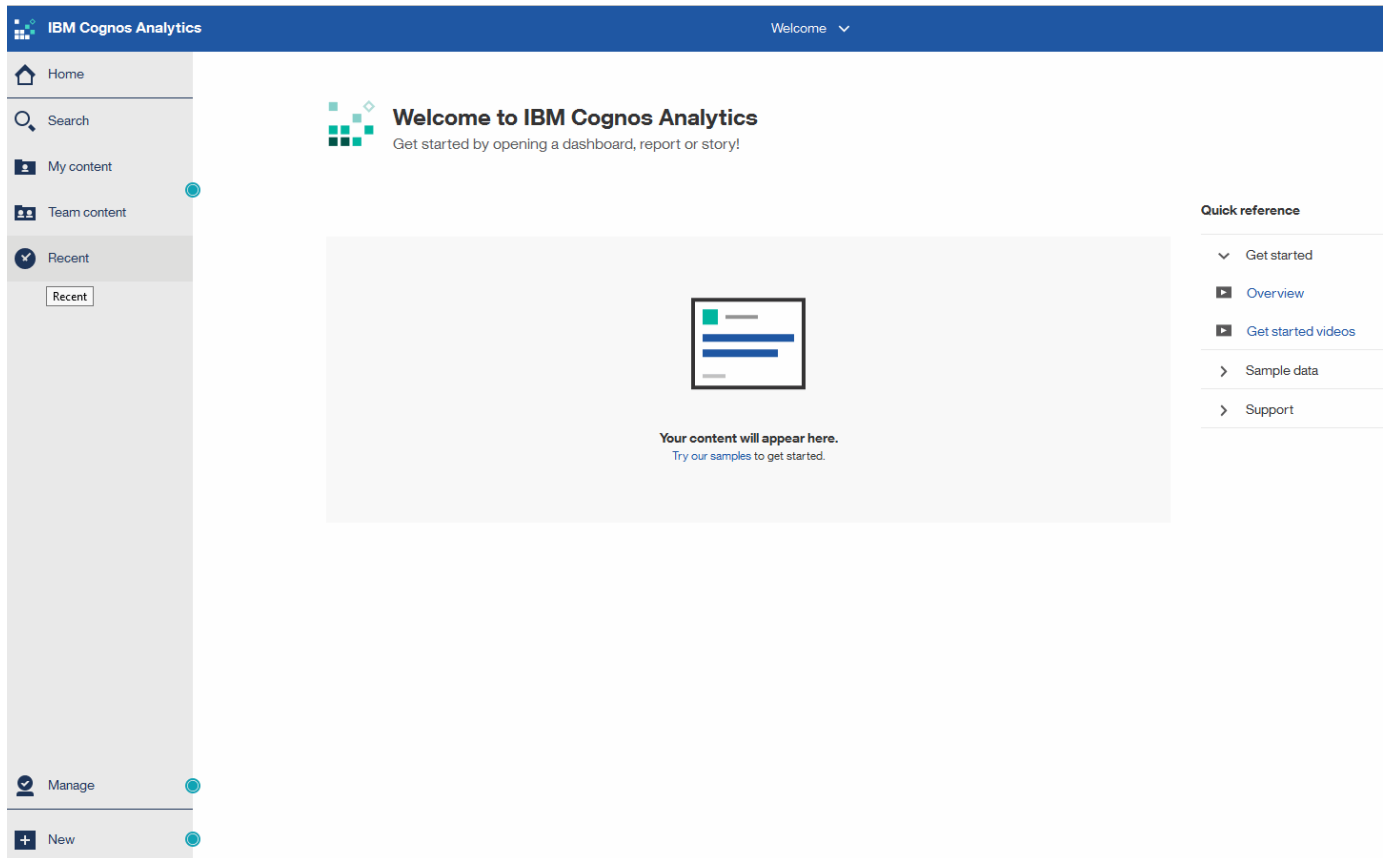 IBM Cognos Analytics
Welcome
Home
Search
My content
Team content
Recent
Recent
Manage
New
Welcome to IBM Cognos Analytics
Get started by opening a dashboard, report or story!
Your content will appear here.
Try our samples to get started.
Quick reference
Get started
Overview
Get started videos
Sample data
Support